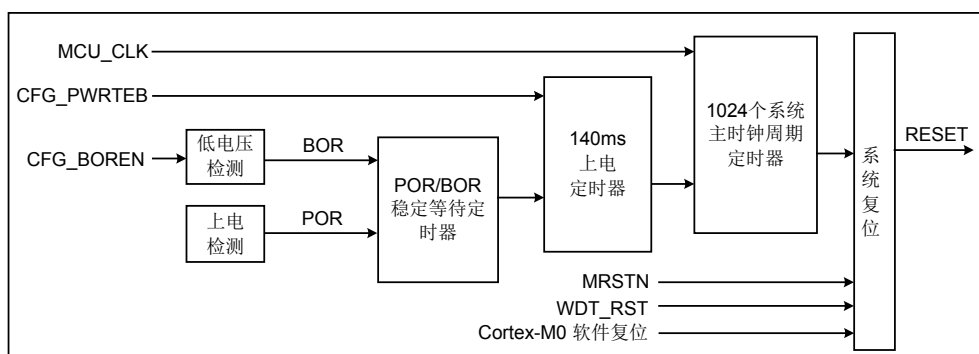 MCU_CLK
CFG_PWRTEB
CFG_BOREN
低电压
检测
BOR
上电
检测
POR
POR/BOR
稳定等待定
时器
140ms
上电
定时器
1024个系统
主时钟周期
定时器
系
统
复
位
RESET
MRSTN
WDT_RST
Cortex-M0 软件复位